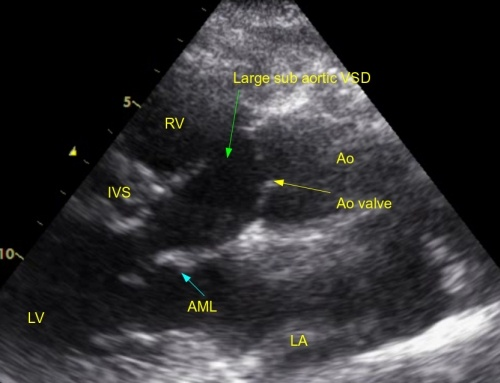 Large sub aortic VSD
5
RV
Ao
IVS
Ao valve
10
AML
LV
LA